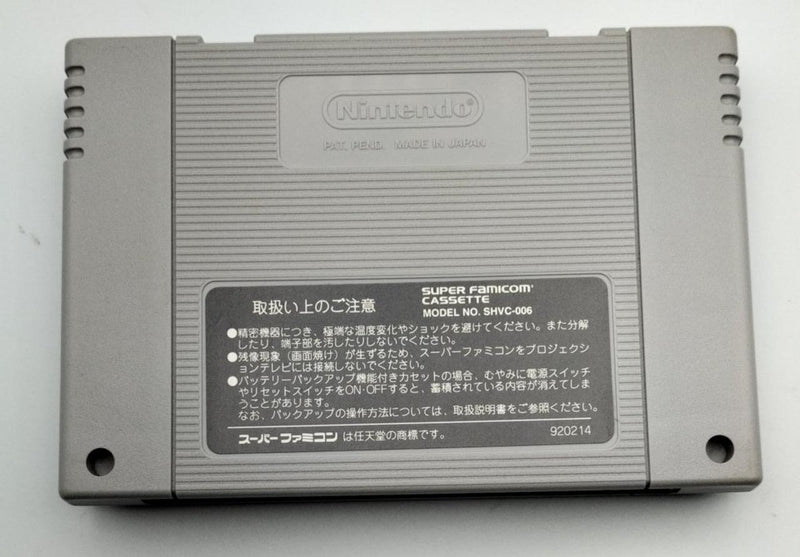 Nintendo®
PAT. PEND. MADE IN JAPAN
取扱い上のご注意
SUPER FAMICOM®
CASSETTE
MODEL NO. SHVC-006
●精密機器につき、極端な温度変化やショックを避けてください。また分解
したり、端子部を汚したりしないでください。
●残像現象（画面焼け）が生ずるため、スーパーファミコンをプロジェクシ
ョンテレビには接続しないでください。
●バッテリーバックアップ機能付きカセットの場合、むやみに電源スイッチ
やリセットスイッチをON・OFFすると、蓄積されている内容が消えてしま
うことがあります。
なお、バックアップの操作方法については、取扱説明書をご参照ください。
スーパーファミコン は任天堂の商標です。
920214